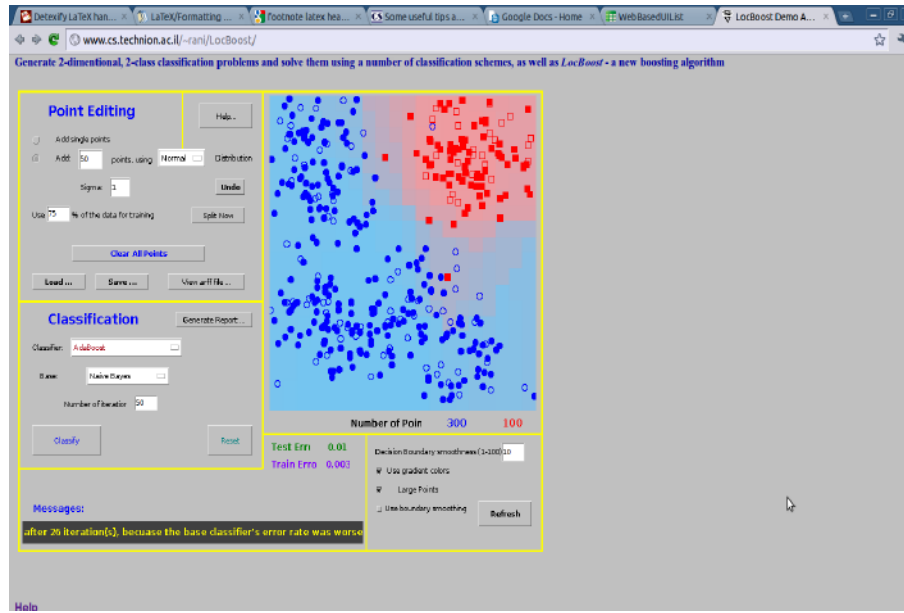 Detexify LaTeX han...
LaTeX/Formatting ...
footnote latex hea...
Some useful tips a...
Google Docs - Home
WebBasedUiList
LocBoost Demo A...
www.cs.technion.ac.il/~rani/LocBoost/
Generate 2-dimentional, 2-class classification problems and solve them using a number of classification schemes, as well as LocBoost - a new boosting algorithm
Point Editing
Help...
Add single points
Add: 50 points, using Normal Distribution
Sigma: 1
Undo
Use 75 % of the data for training
Split Now
Clear All Points
Load ...
Save ...
View arff file ...
Classification
Generate Report...
Classifier: AdaBoost
Base: Naive Bayes
Number of iteration 50
Classify
Reset
Number of Poin 300 100
Test Erro 0.01
Train Erro 0.003
Decision Boundary smoothness (1-100) 10
Use gradient colors
Large Points
Use boundary smoothing
Refresh
Messages:
after 26 iteration(s), becuase the base classifier's error rate was worse
Help